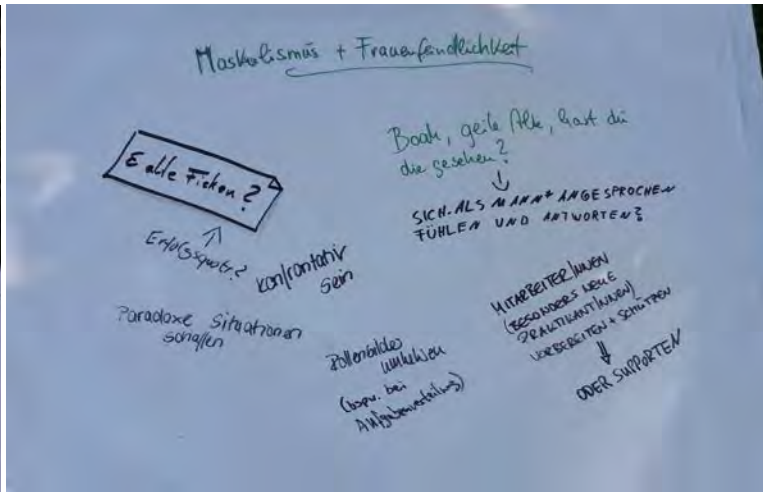 Maskulismus + Frauenfeindlichkeit
Boah, geile Alte, hast du
die gesehen?
SICH ALS MANN* ANGESPROCHEN
FÜHLEN UND ANTWORTEN?
alle Ficken?
Erfolgsquote?
konfrontativ
sein
Paradoxe Situationen
schaffen
Rollenbilder
umkehren
(bspw. bei
Aufgabenverteilung)
MITARBEITER/INNEN
(BESONDERS NEUE
PRAKTIKANT/INNEN)
VORBEREITEN + SCHÜTZEN
ODER SUPPORTEN